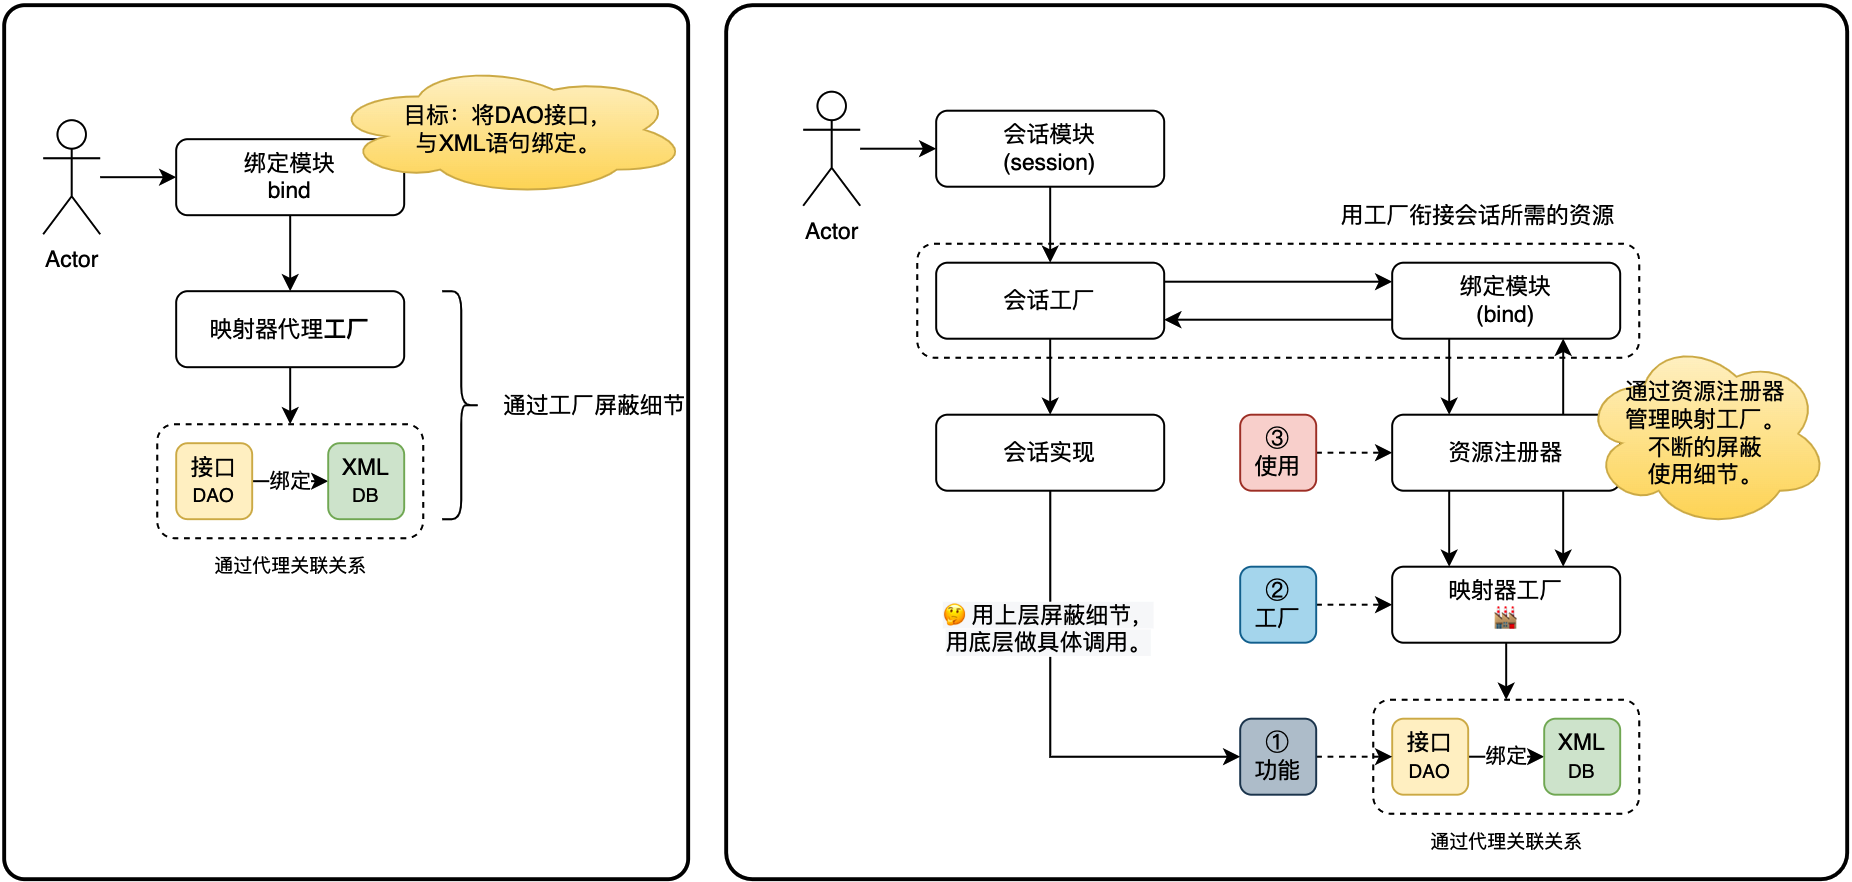 目标：将DAO接口，
与XML语句绑定。
绑定模块
bind
Actor
映射器代理工厂
通过工厂屏蔽细节
接口
DAO
绑定
XML
DB
通过代理关联关系
Actor
会话模块
(session)
用工厂衔接会话所需的资源
会话工厂
绑定模块
(bind)
通过资源注册器
管理映射工厂。
不断的屏蔽
使用细节。
会话实现
③
使用
资源注册器
②
工厂
映射器工厂
🤔 用上层屏蔽细节，
用底层做具体调用。
①
功能
接口
DAO
绑定
XML
DB
通过代理关联关系